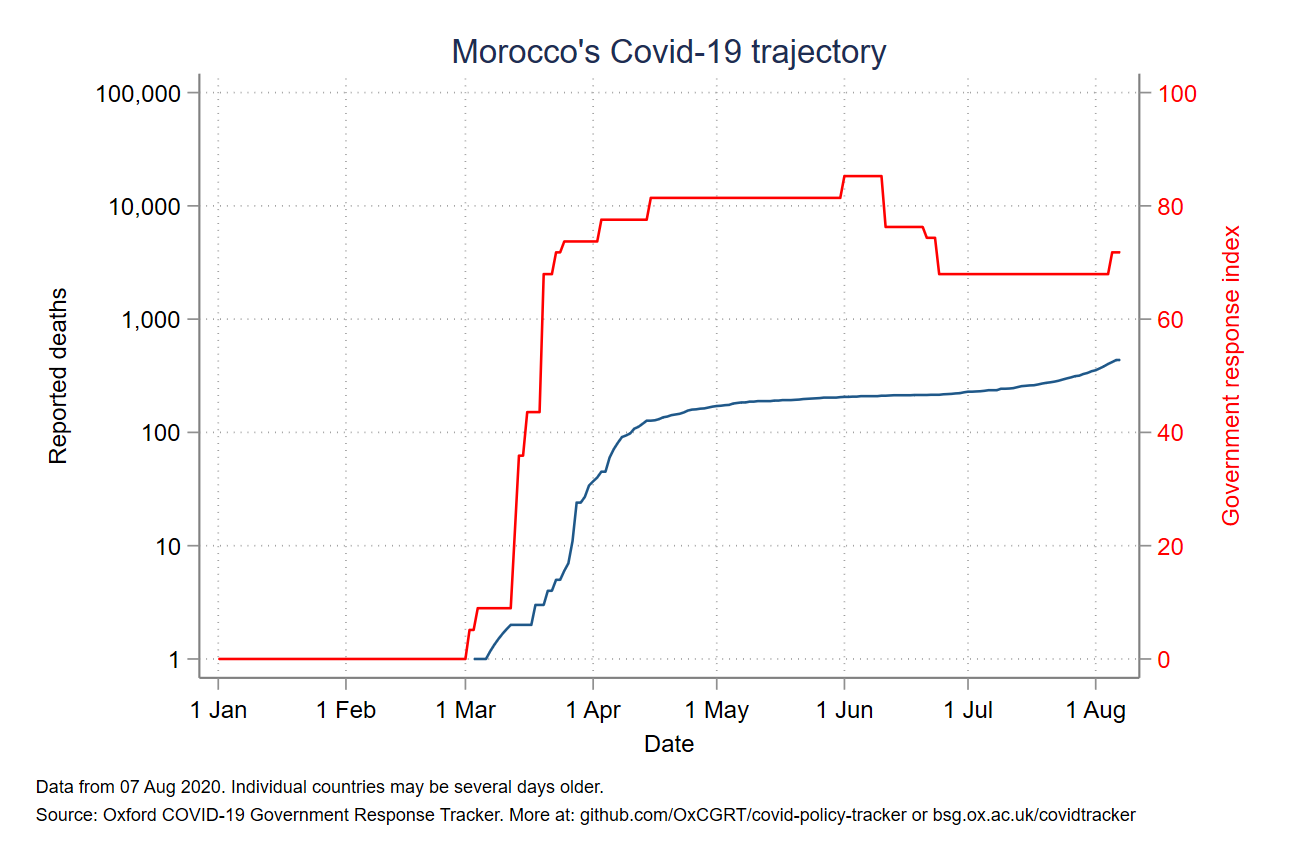 Morocco's Covid-19 trajectory
100,000
10,000
1,000
100
10
1
Reported deaths
100
80
60
40
20
0
Government response index
1 Jan 1 Feb 1 Mar 1 Apr 1 May 1 Jun 1 Jul 1 Aug
Date
Data from 07 Aug 2020. Individual countries may be several days older.
Source: Oxford COVID-19 Government Response Tracker. More at: github.com/OxCGRT/covid-policy-tracker or bsg.ox.ac.uk/covidtracker